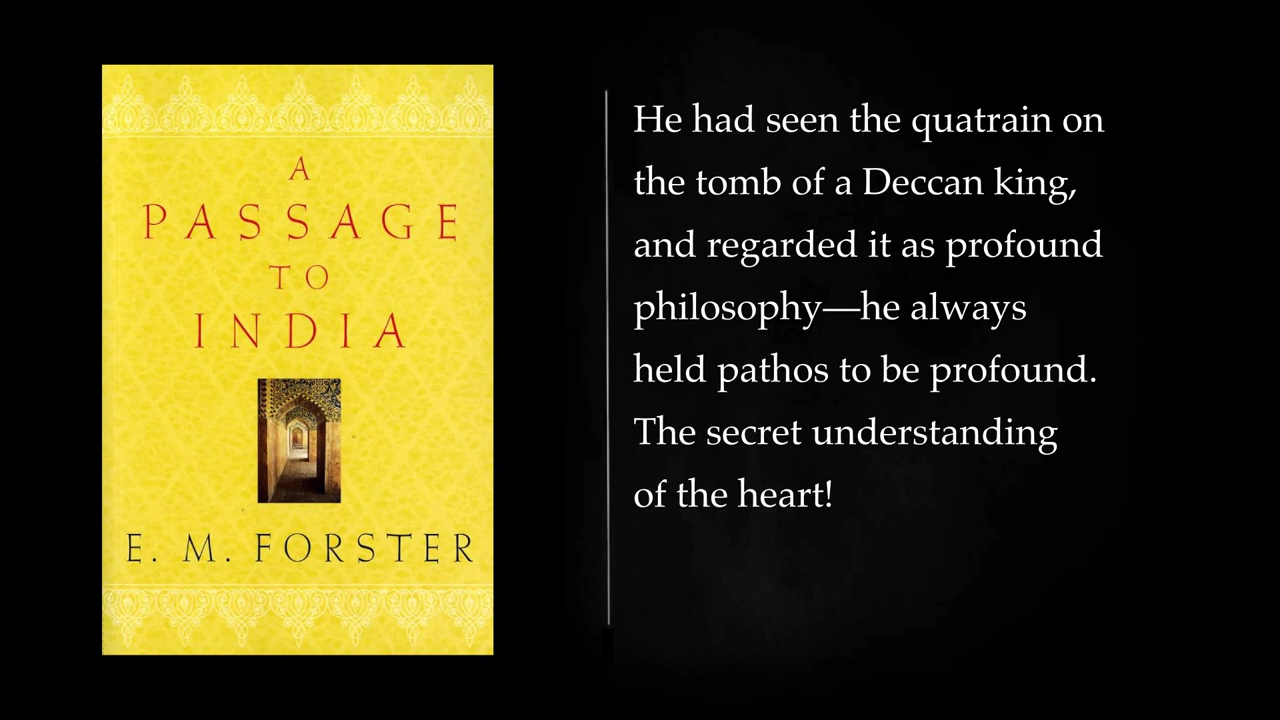 A
PASSAGE
TO
INDIA
E. M. FORSTER
He had seen the quatrain on
the tomb of a Deccan king,
and regarded it as profound
philosophy—he always
held pathos to be profound.
The secret understanding
of the heart!